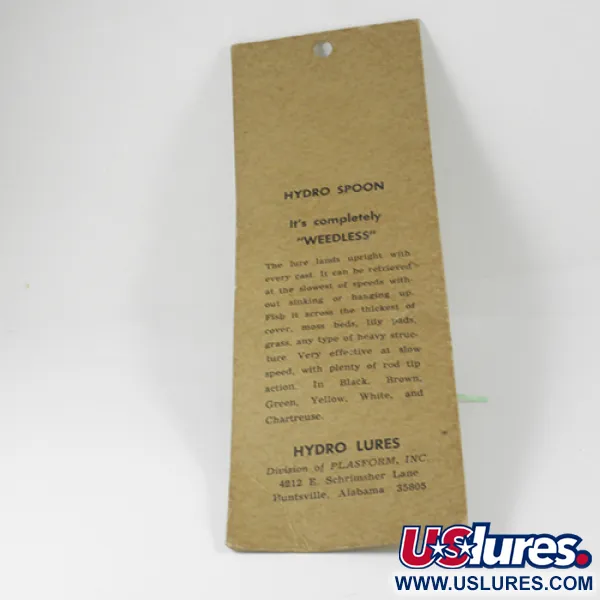 HYDRO SPOON
It's completely
"WEEDLESS"
The lure lands upright with
every cast. It can be retrieved
at the slowest of speeds with-
out sinking or hanging up.
Fish it across the thickest of
cover, moss beds, lily pads,
grass, any type of heavy struc-
ture. Very effective at slow
speed, with plenty of rod tip
action. In Black, Brown,
Green, Yellow, White, and
Chartreuse.
HYDRO LURES
Division of PLASFORM, INC.
4212 E. Schrimsher Lane
Huntsville, Alabama 35805
USlures.
WWW.USLURES.COM